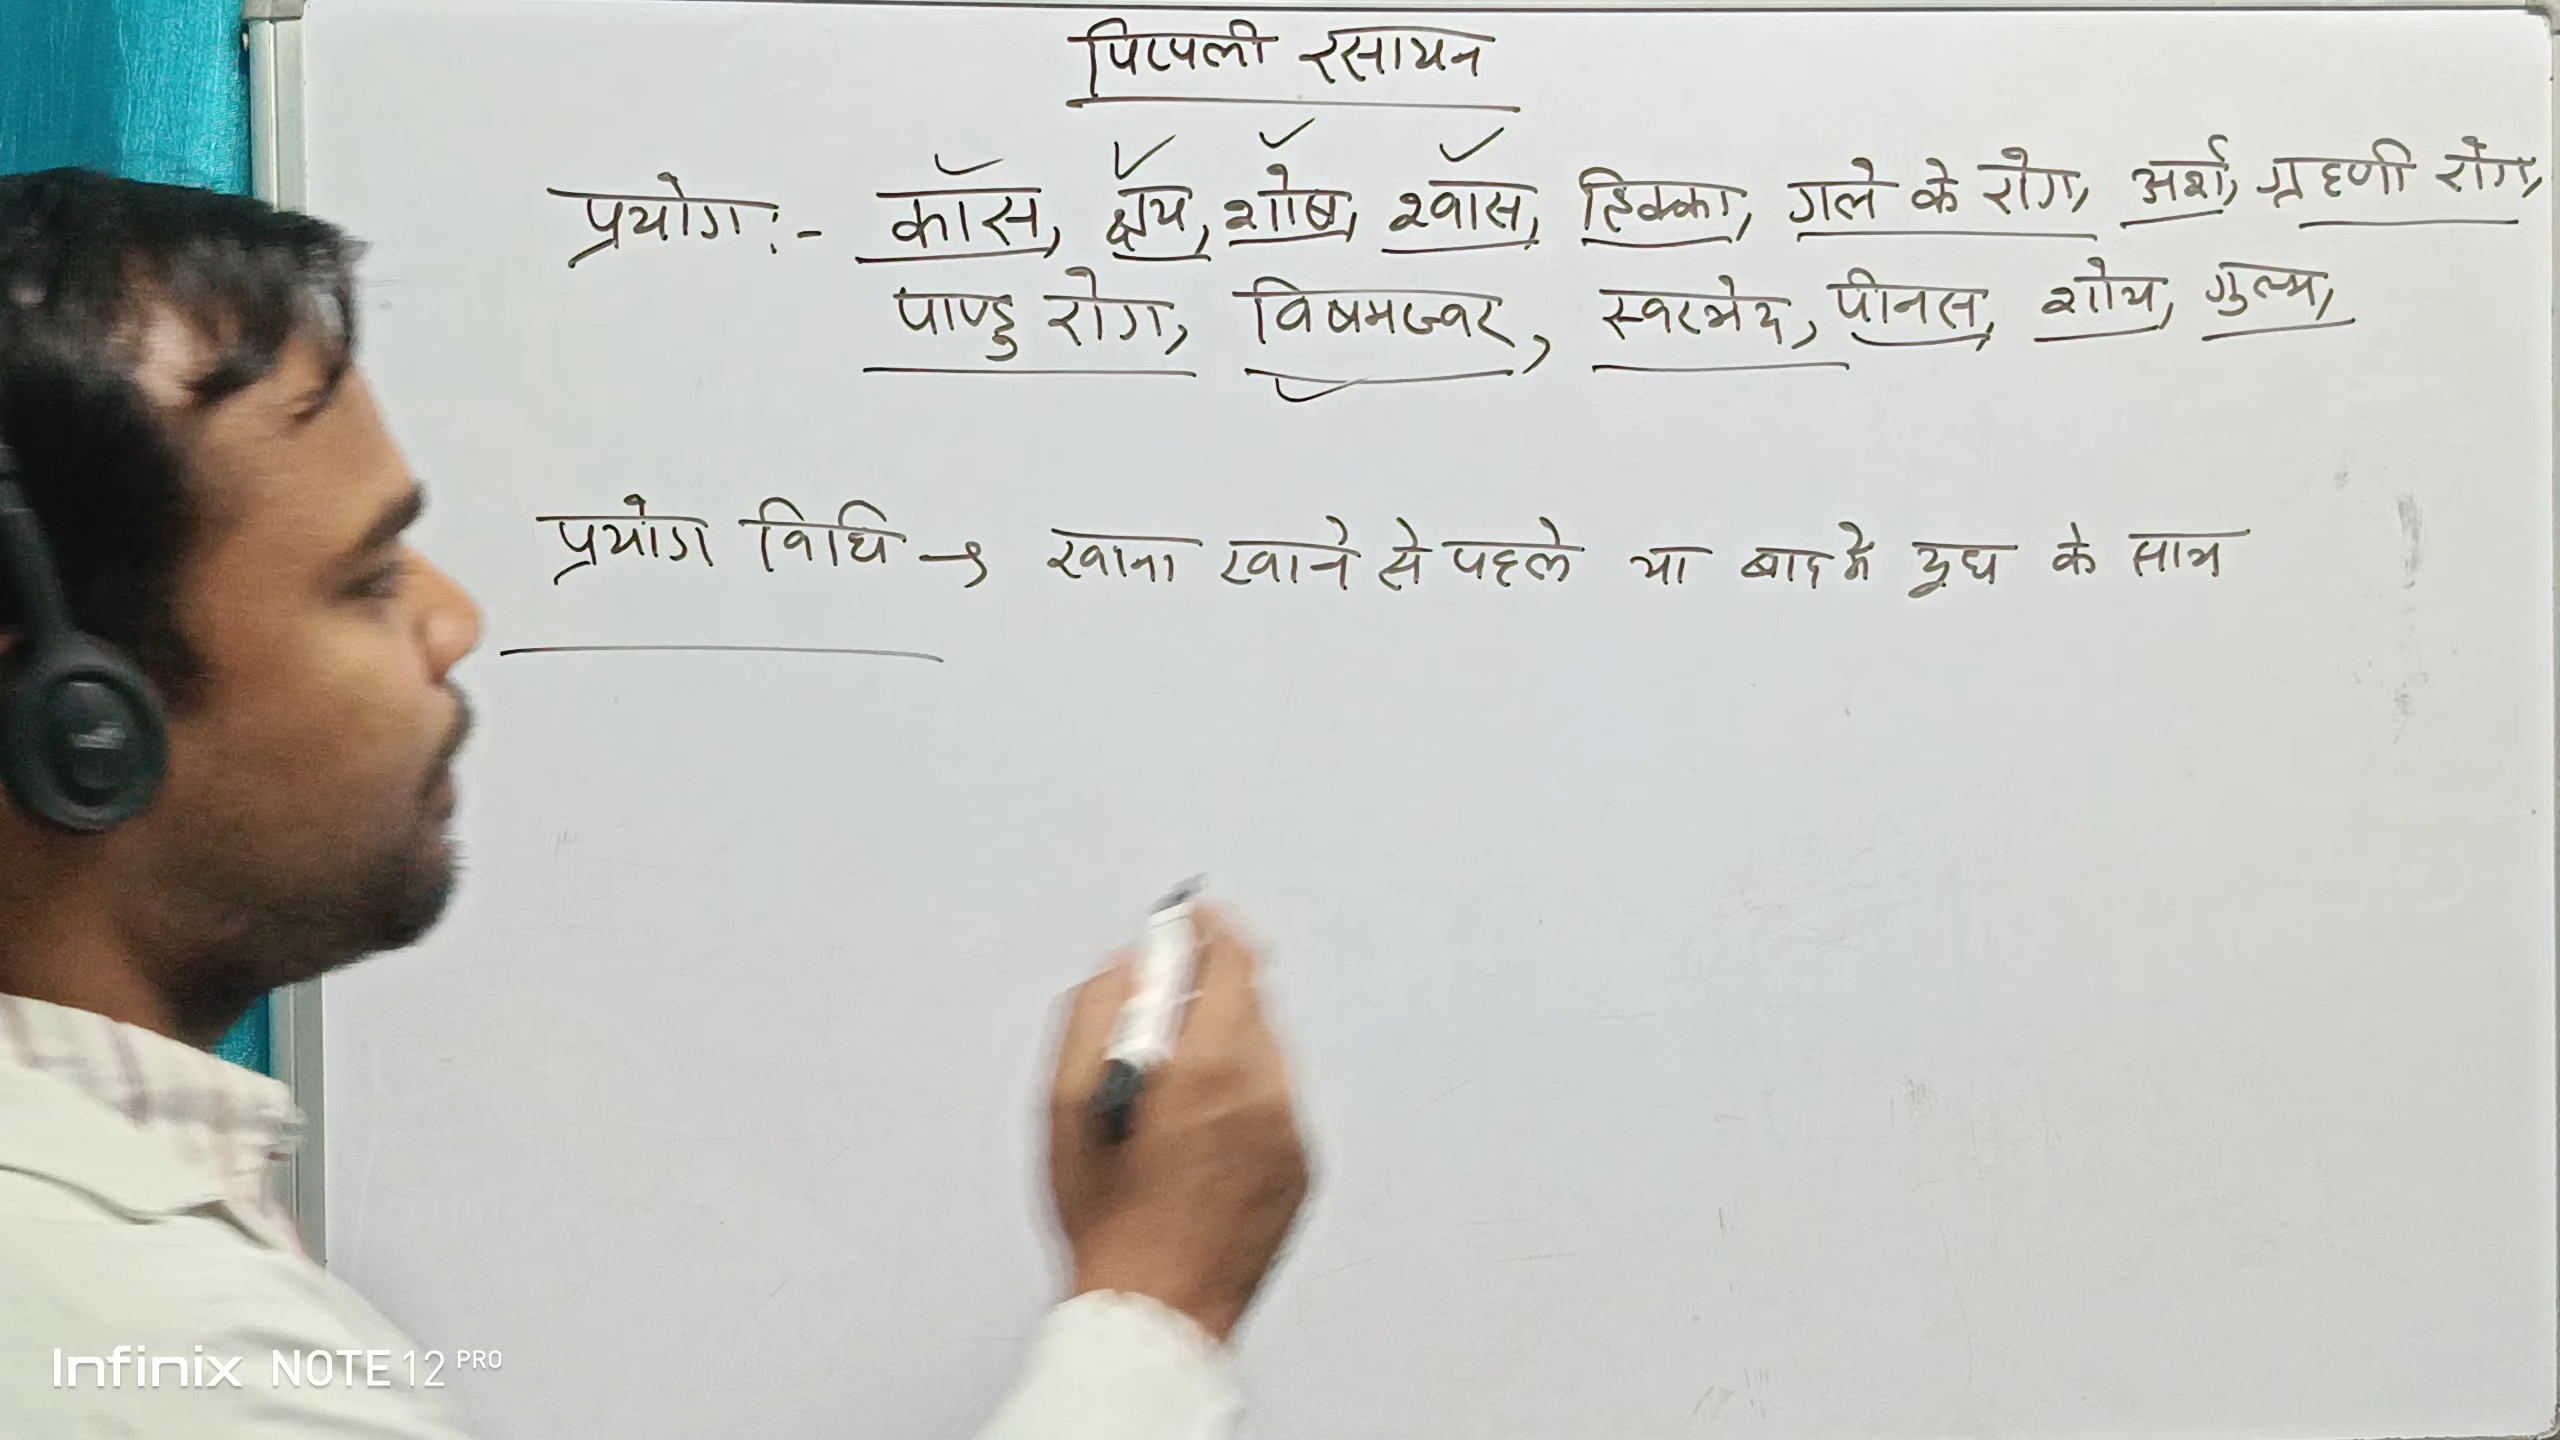 पिप्पली रसायन
प्रयोग :- कास, क्षय, शोष, श्वास, हिक्का, गले के रोग, अर्श, ग्रहणी रोग,
पाण्डु रोग, विषमज्वर, स्वरभेद, पीनस, शोथ, गुल्म,
प्रयोग विधि → खाना खाने से पहले या बाद में दूध के साथ
Infinix NOTE 12 PRO